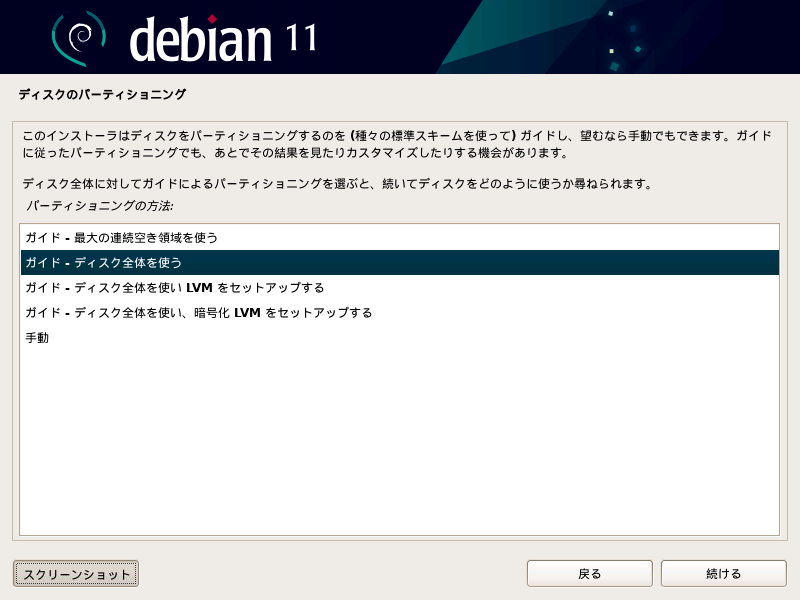 debian 11
ディスクのパーティショニング
このインストーラはディスクをパーティショニングするのを (種々の標準スキームを使って) ガイドし、望むなら手動でもできます。ガイド
に従ったパーティショニングでも、あとでその結果を見たりカスタマイズしたりする機会があります。
ディスク全体に対してガイドによるパーティショニングを選ぶと、続いてディスクをどのように使うか尋ねられます。
パーティショニングの方法:
ガイド - 最大の連続空き領域を使う
ガイド - ディスク全体を使う
ガイド - ディスク全体を使い LVM をセットアップする
ガイド - ディスク全体を使い、暗号化 LVM をセットアップする
手動
スクリーンショット
戻る
続ける